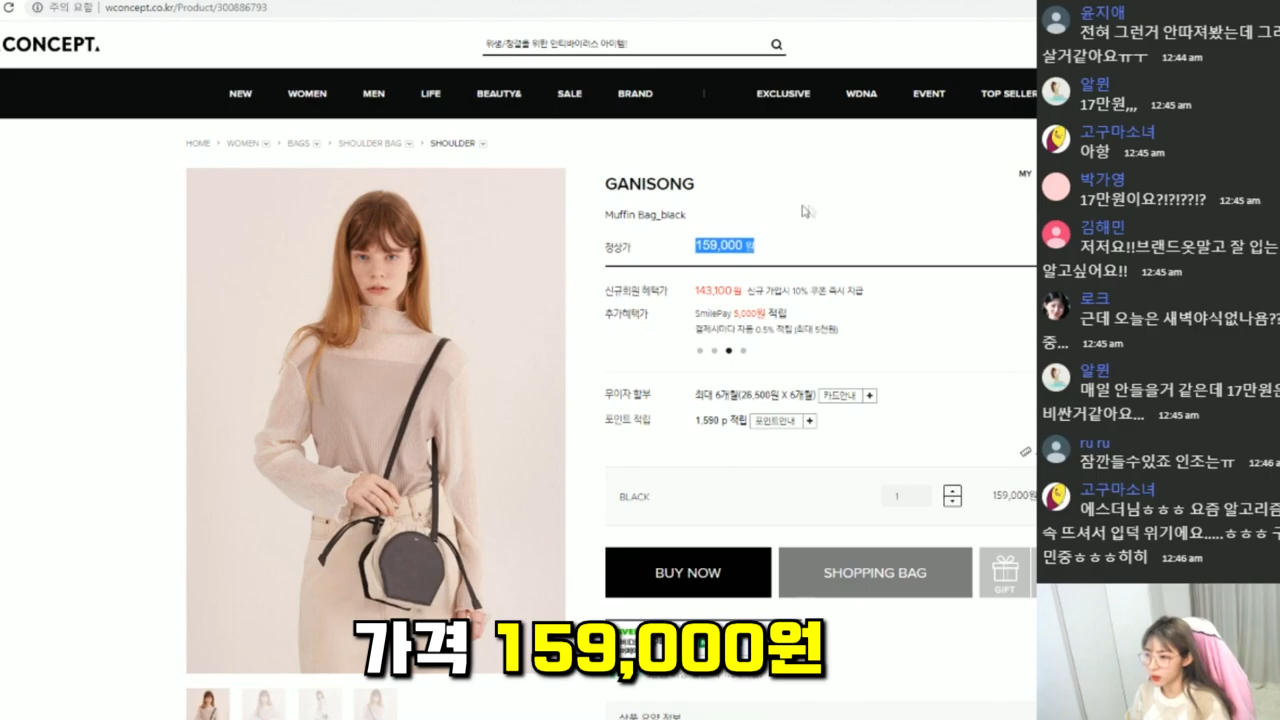 주의 요함 | wconcept.co.kr/Product/300886793
CONCEPT.
위생/청결을 위한 안티바이러스 아이템!
NEW WOMEN MEN LIFE BEAUTY& SALE BRAND | EXCLUSIVE WDNA EVENT TOP SELLER
HOME > WOMEN > BAGS > SHOULDER BAG > SHOULDER
GANISONG
MY
Muffin Bag_black
정상가 159,000 원
신규회원 혜택가 143,100 원 신규 가입시 10% 쿠폰 즉시 지급
추가혜택가 SmilePay 5,000원 적립
결제시마다 자동 0.5% 적립 (최대 5천원)
무이자 할부 최대 6개월(26,500원 X 6개월) 카드안내 +
포인트 적립 1,590 p 적립 포인트안내 +
BLACK 1 159,000원
BUY NOW SHOPPING BAG GIFT
가격 159,000원
상품 요약 정보
윤지애
전혀 그런거 안따져봤는데 그
살거같아요ㅠㅜ 12:44 am
알뮌
17만원,,, 12:45 am
고구마소녀
아항 12:45 am
박가영
17만원이요?!?!??!? 12:45 am
김해민
저저요!!브랜드옷말고 잘 입는
알고싶어요!! 12:45 am
로크
근데 오늘은 새벽야식없나욤??
중... 12:45 am
알뮌
매일 안들을거 같은데 17만원은
비싼거같아요... 12:45 am
ru ru
잠깐들수있죠 인조는ㅠ 12:46 a
고구마소녀
에스더님ㅎㅎㅎ 요즘 알고리즘
속 뜨셔서 입덕 위기에요.....ㅎㅎㅎ
민중ㅎㅎㅎ히히 12:46 am